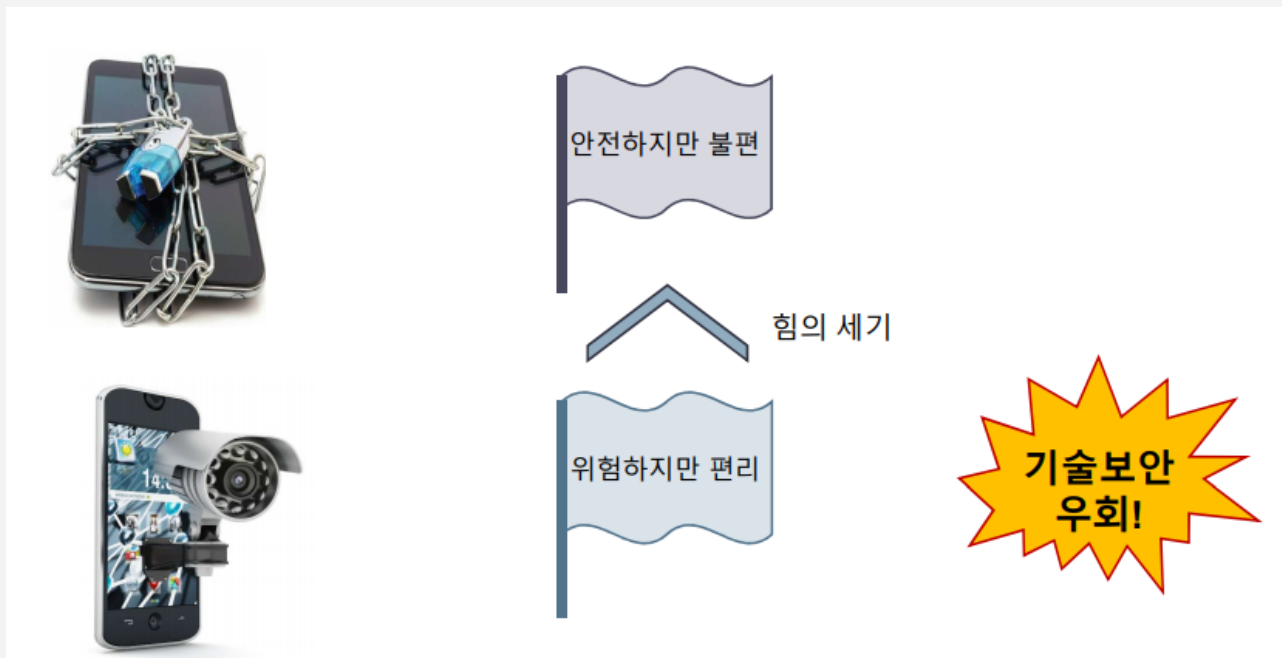 안전하지만 불편
힘의 세기
위험하지만 편리
기술보안
우회!